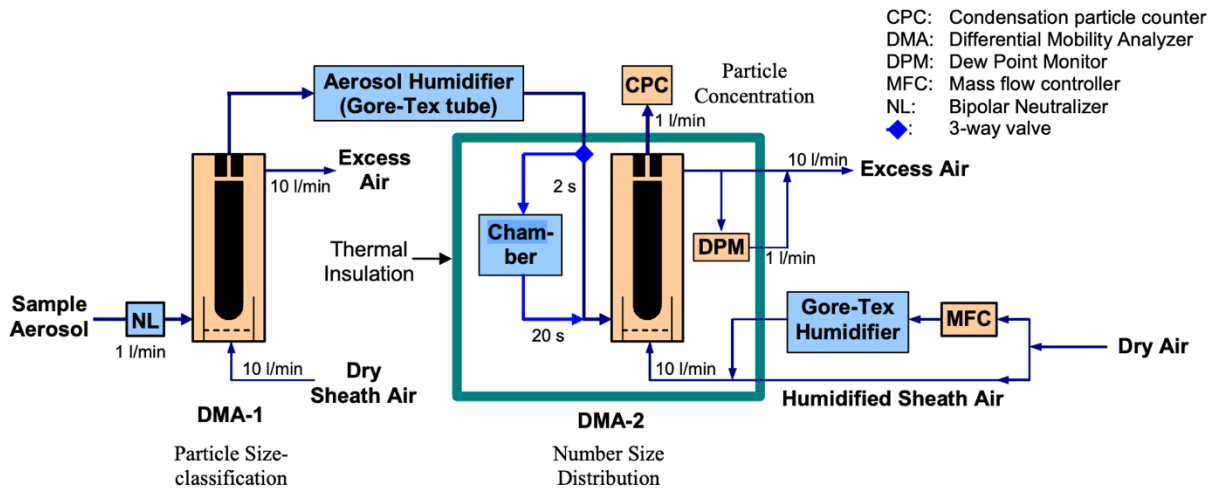 CPC: Condensation particle counter
DMA: Differential Mobility Analyzer
DPM: Dew Point Monitor
MFC: Mass flow controller
NL: Bipolar Neutralizer
: 3-way valve
Aerosol Humidifier
(Gore-Tex tube)
CPC
Particle
Concentration
1 l/min
Excess
Air
10 l/min
2 s
Cham-
ber
20 s
10 l/min
Excess Air
DPM
1 l/min
Thermal
Insulation
Sample
Aerosol
NL
1 l/min
10 l/min
Dry
Sheath Air
Gore-Tex
Humidifier
MFC
Dry Air
10 l/min
Humidified Sheath Air
DMA-1
Particle Size-
classification
DMA-2
Number Size
Distribution